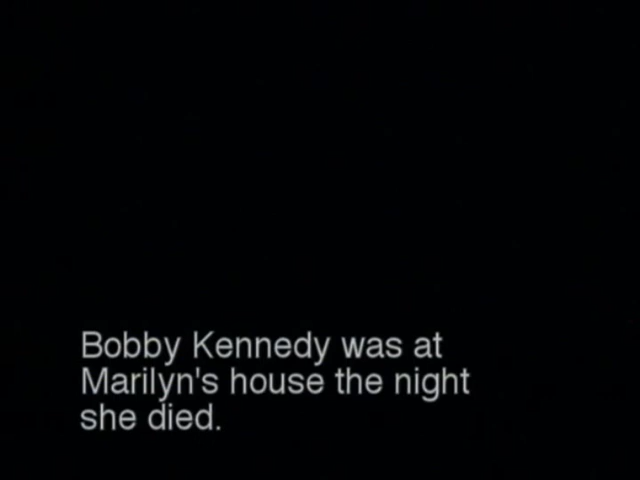 Bobby Kennedy was at
Marilyn's house the night
she died.